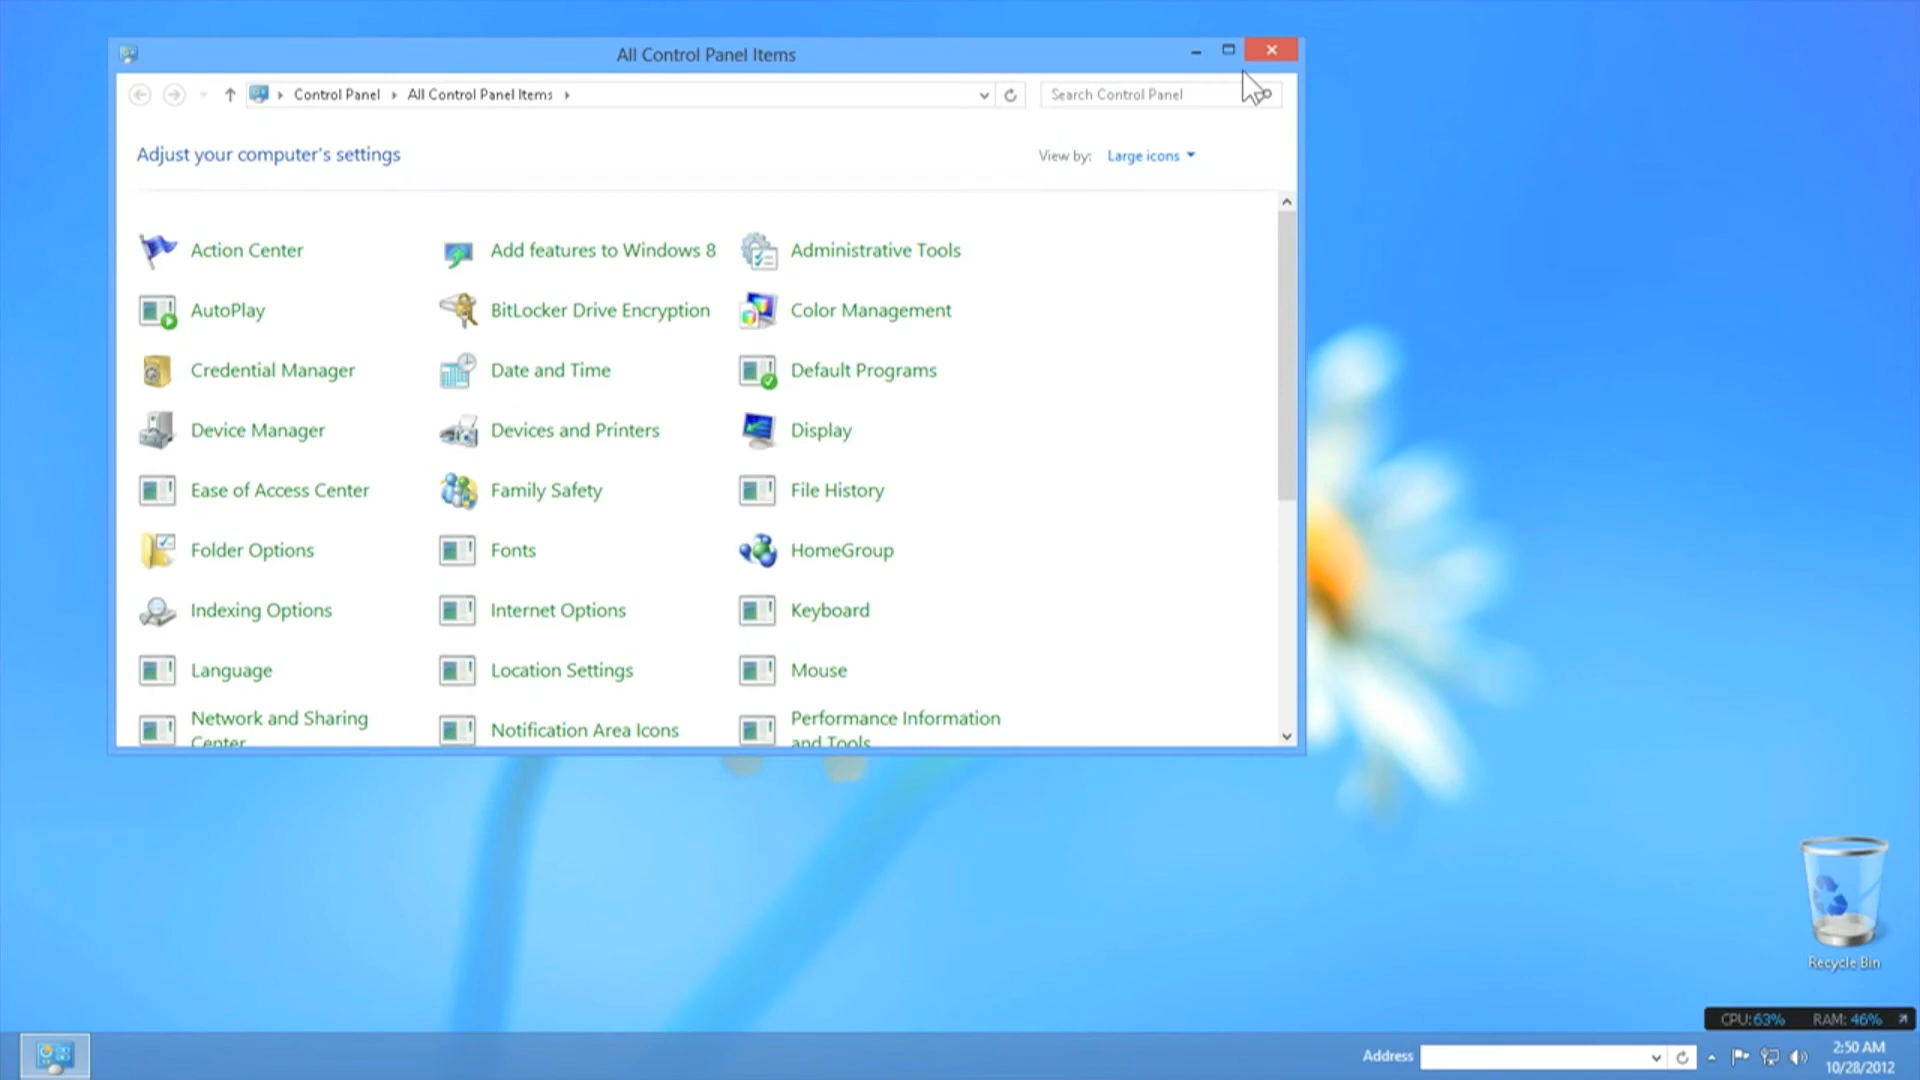 All Control Panel Items
Control Panel All Control Panel Items
Search Control Panel
Adjust your computer's settings
View by: Large icons
Action Center
Add features to Windows 8
Administrative Tools
AutoPlay
BitLocker Drive Encryption
Color Management
Credential Manager
Date and Time
Default Programs
Device Manager
Devices and Printers
Display
Ease of Access Center
Family Safety
File History
Folder Options
Fonts
HomeGroup
Indexing Options
Internet Options
Keyboard
Language
Location Settings
Mouse
Network and Sharing
Center
Notification Area Icons
Performance Information
and Tools
Recycle Bin
CPU: 63% RAM: 46%
Address
2:50 AM
10/28/2012